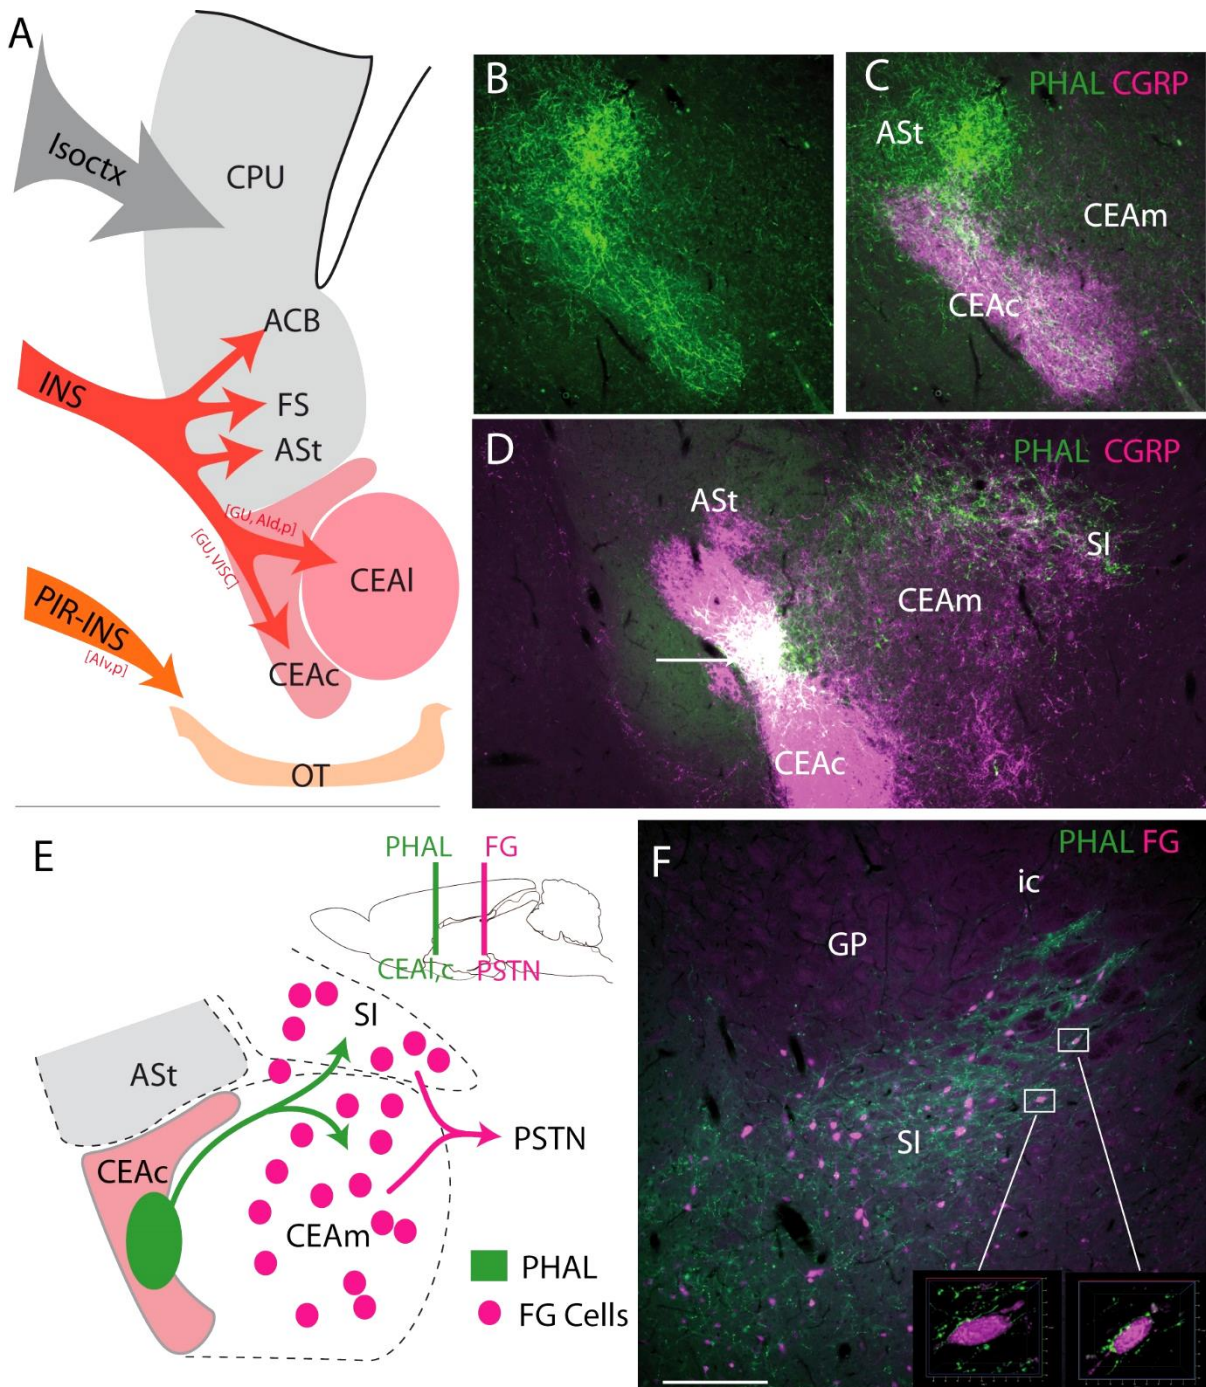 A
Isoctx
CPU
ACB
INS
FS
ASt
[GU, AId,p]
[GU, VISC]
CEAl
PIR-INS
[AIv,p]
CEAc
OT
B
C
PHAL CGRP
ASt
CEAm
CEAc
D
PHAL CGRP
ASt
SI
CEAm
CEAc
E
PHAL FG
CEAl,c PSTN
SI
ASt
PSTN
CEAc
CEAm
PHAL
FG Cells
F
PHAL FG
ic
GP
SI